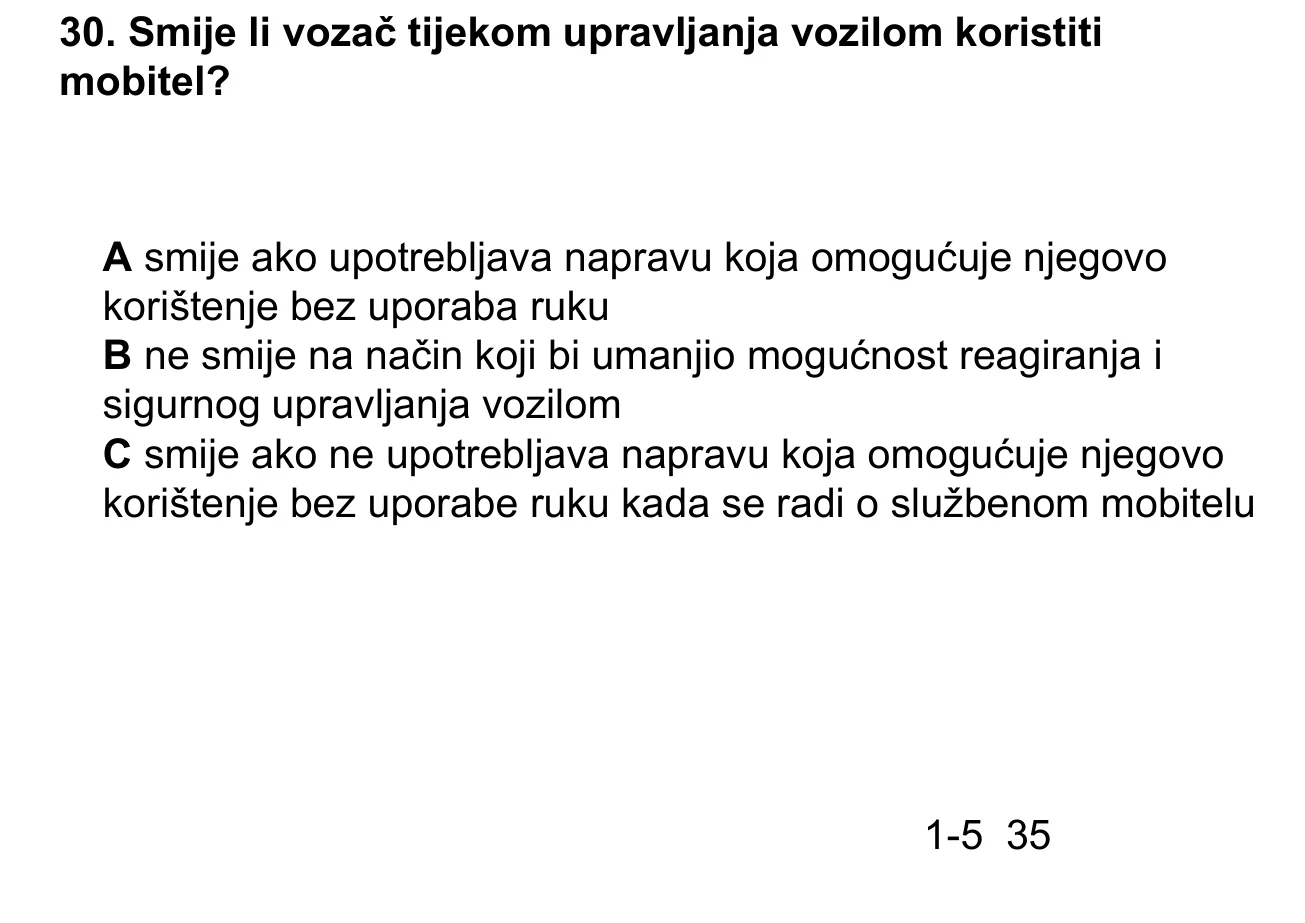 30. Smije li vozač tijekom upravljanja vozilom koristiti
mobitel?
A smije ako upotrebljava napravu koja omogućuje njegovo
korištenje bez uporaba ruku
B ne smije na način koji bi umanjio mogućnost reagiranja i
sigurnog upravljanja vozilom
C smije ako ne upotrebljava napravu koja omogućuje njegovo
korištenje bez uporabe ruku kada se radi o službenom mobitelu
1-5 35